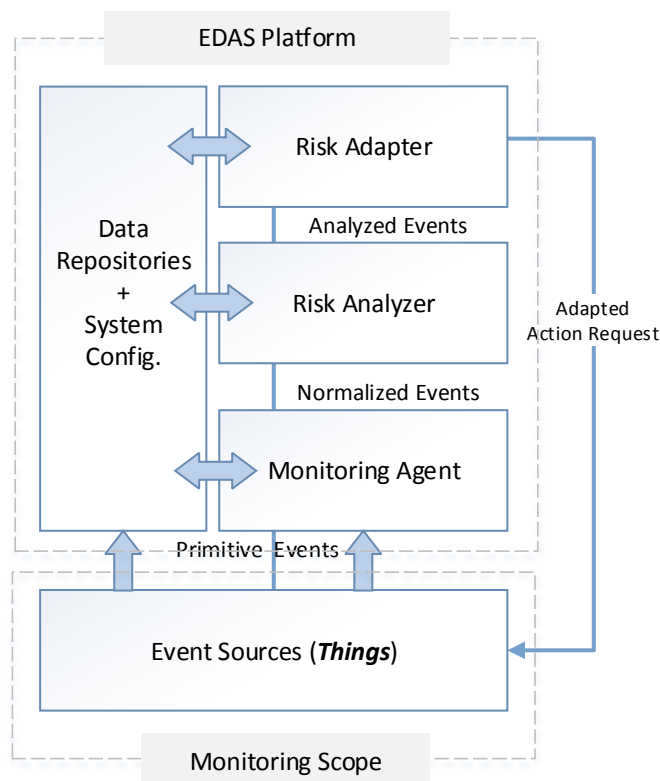 EDAS Platform
Risk Adapter
Analyzed Events
Data
Repositories
+
System
Config.
Risk Analyzer
Adapted
Action Request
Normalized Events
Monitoring Agent
Primitive Events
Event Sources (Things)
Monitoring Scope